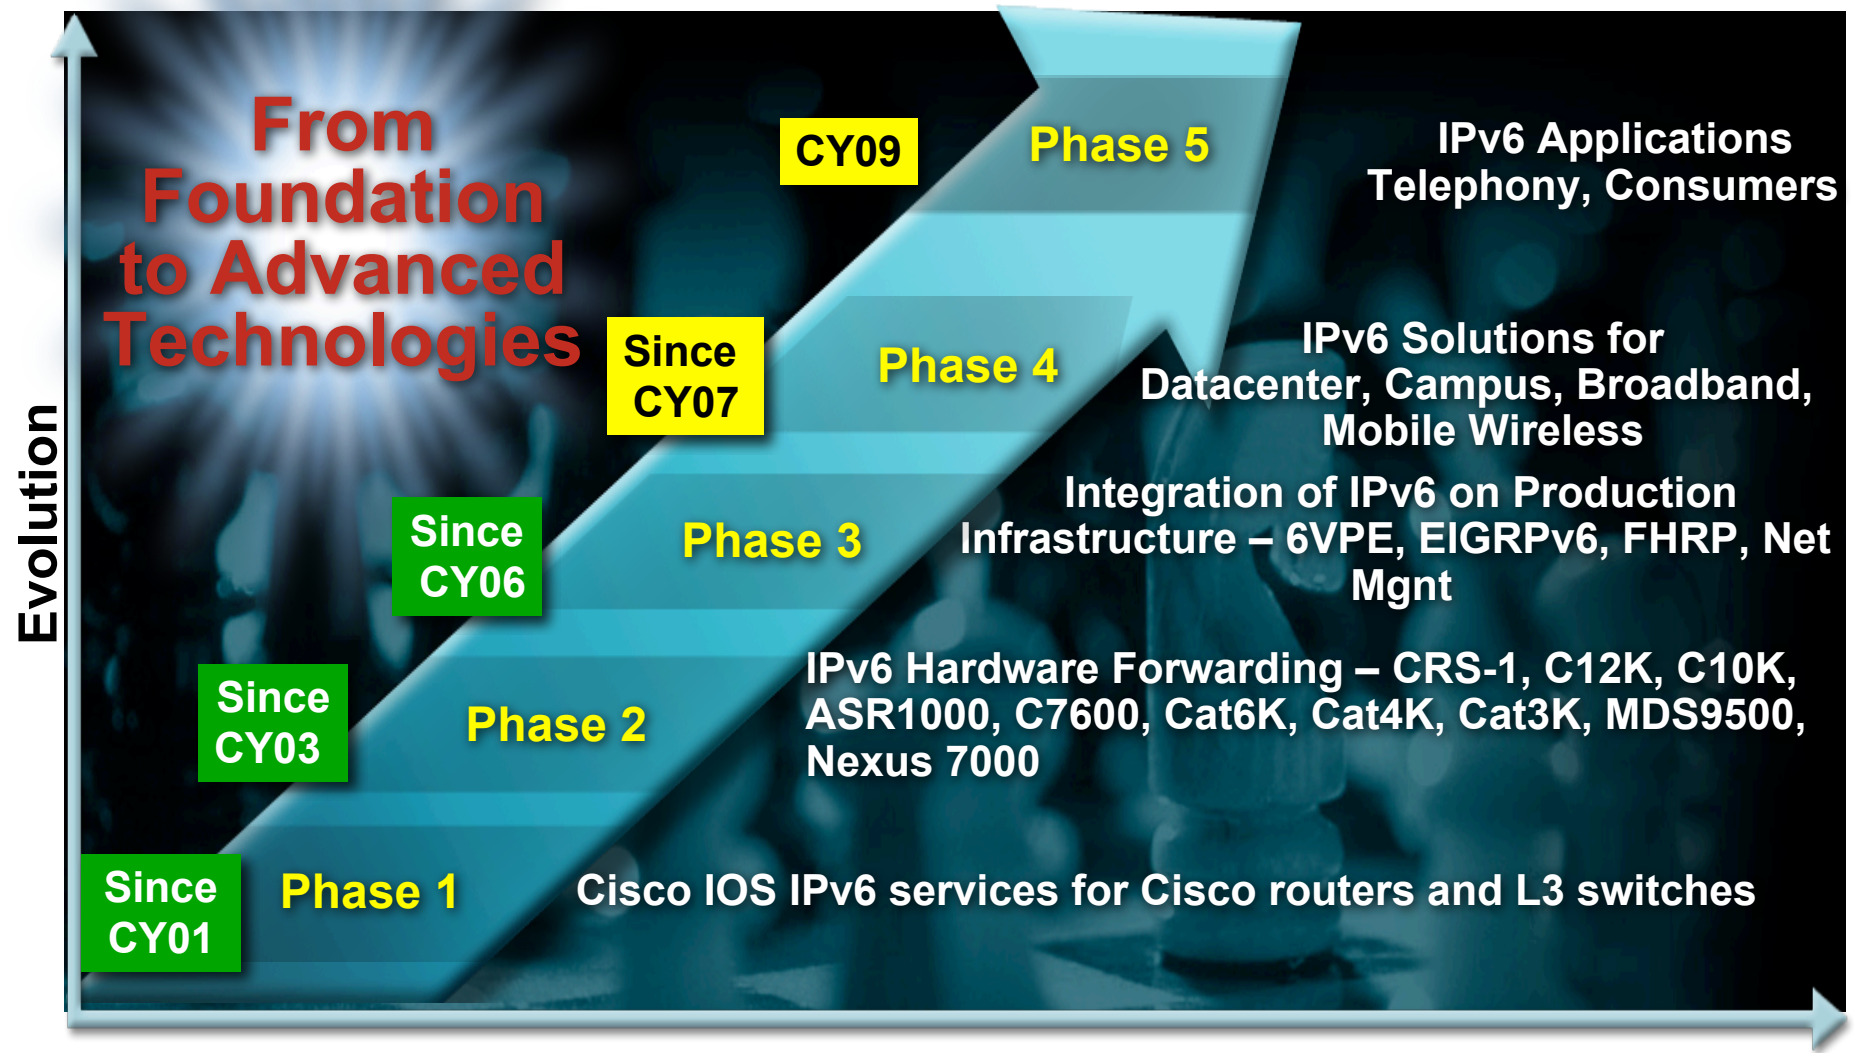 From
Foundation
to Advanced
Technologies
Evolution
CY09
Phase 5
IPv6 Applications
Telephony, Consumers
Since
CY07
Phase 4
IPv6 Solutions for
Datacenter, Campus, Broadband,
Mobile Wireless
Since
CY06
Phase 3
Integration of IPv6 on Production
Infrastructure – 6VPE, EIGRPv6, FHRP, Net
Mgnt
Since
CY03
Phase 2
IPv6 Hardware Forwarding – CRS-1, C12K, C10K,
ASR1000, C7600, Cat6K, Cat4K, Cat3K, MDS9500,
Nexus 7000
Since
CY01
Phase 1
Cisco IOS IPv6 services for Cisco routers and L3 switches